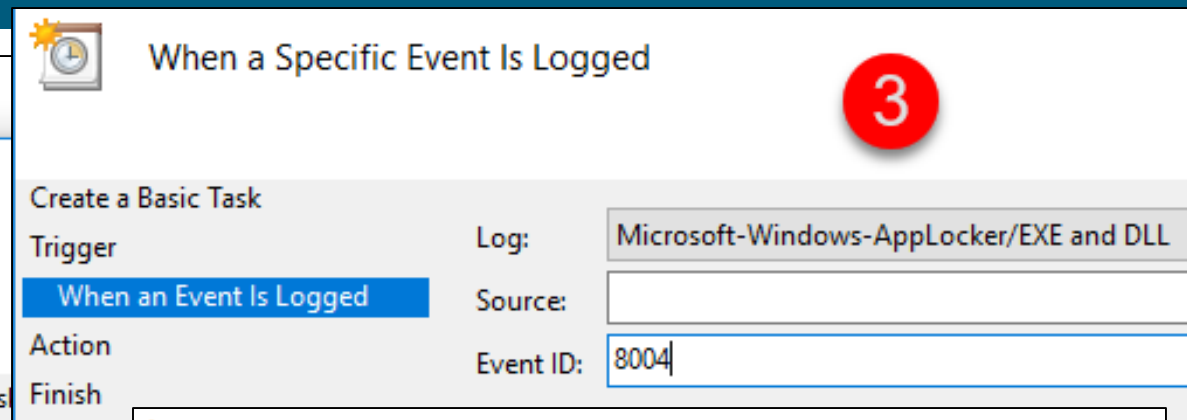 When a Specific Event Is Logged
3
Create a Basic Task
Trigger
When an Event Is Logged
Action
Finish
Log: Microsoft-Windows-AppLocker/EXE and DLL
Source:
Event ID: 8004